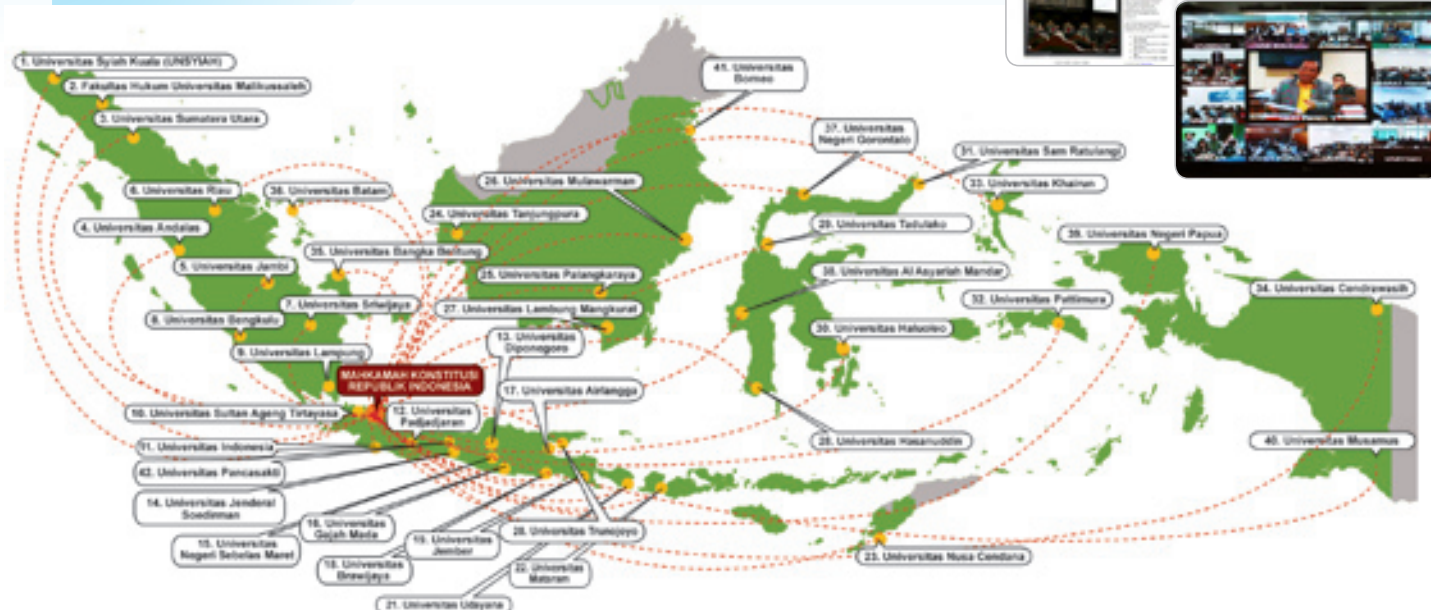 1. Universitas Syiah Kuala (UNSYIAH)
2. Fakultas Hukum Universitas Malikussaleh
3. Universitas Sumatera Utara
41. Universitas
Borneo
37. Universitas
Negeri Gorontalo
31. Universitas Sam Ratulangi
6. Universitas Riau
36. Universitas Batam
26. Universitas Mulawarman
33. Universitas Khairun
4. Universitas Andalas
24. Universitas Tanjungpura
29. Universitas Tadulako
39. Universitas Negeri Papua
35. Universitas Bangka Belitung
5. Universitas Jambi
25. Universitas Palangkaraya
38. Universitas Al Asyariah Mandar
34. Universitas Cendrawasih
7. Universitas Sriwijaya
27. Universitas Lambung Mangkurat
32. Universitas Pattimura
8. Universitas Bengkulu
13. Universitas
Diponegoro
30. Universitas Haluoleo
9. Universitas Lampung
MAHKAMAH KONSTITUSI
REPUBLIK INDONESIA
17. Universitas Airlangga
10. Universitas Sultan Ageng Tirtayasa
12. Universitas
Padjadjaran
11. Universitas Indonesia
28. Universitas Hasanuddin
40. Universitas Musamus
42. Universitas Pancasakti
14. Universitas Jenderal
Soedirman
16. Universitas
Gajah Mada
20. Universitas Trunojoyo
15. Universitas
Negeri Sebelas Maret
19. Universitas
Jember
23. Universitas Nusa Cendana
18. Universitas
Brawijaya
22. Universitas
Mataram
21. Universitas Udayana